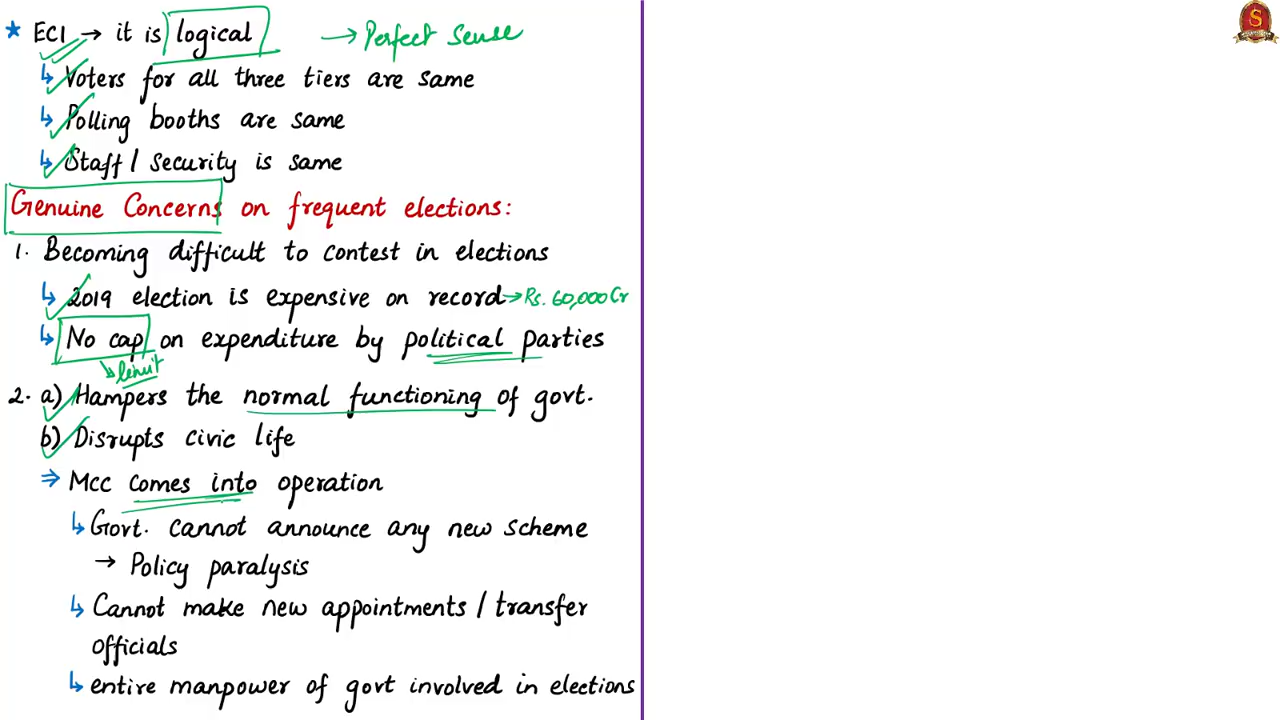 ★ ECI → it is logical → Perfect Sense
↳ Voters for all three tiers are same
↳ Polling booths are same
↳ Staff / security is same
Genuine Concerns on frequent elections:
1. Becoming difficult to contest in elections
↳ 2019 election is expensive on record → Rs. 60,000 Cr
↳ No cap on expenditure by political parties
↳ limit
2. a) Hampers the normal functioning of govt.
b) Disrupts civic life
⇒ Mcc comes into operation
↳ Govt. cannot announce any new scheme
→ Policy paralysis
↳ Cannot make new appointments / transfer
officials
↳ entire manpower of govt involved in elections
S